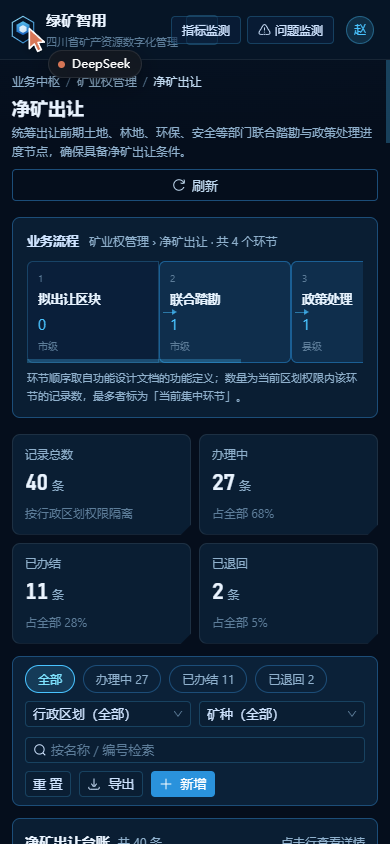 绿矿智用
四川省矿产资源数字化管理
指标监测
问题监测
赵
DeepSeek
业务中枢 / 矿业权管理 / 净矿出让
净矿出让
统筹出让前期土地、林地、环保、安全等部门联合踏勘与政策处理进
度节点，确保具备净矿出让条件。
刷新
业务流程 矿业权管理 › 净矿出让 · 共 4 个环节
1
拟出让区块
0
市级
2
联合踏勘
1
市级
3
政策处理
1
县级
环节顺序取自功能设计文档的功能定义；数量为当前区划权限内该环
节的记录数，最多者标为「当前集中环节」。
记录总数
40 条
按行政区划权限隔离
办理中
27 条
占全部 68%
已办结
11 条
占全部 28%
已退回
2 条
占全部 5%
全部
办理中 27
已办结 11
已退回 2
行政区划（全部）
矿种（全部）
按名称 / 编号检索
重置
导出
新增
净矿出让台账 共 40 条
点击行查看详情